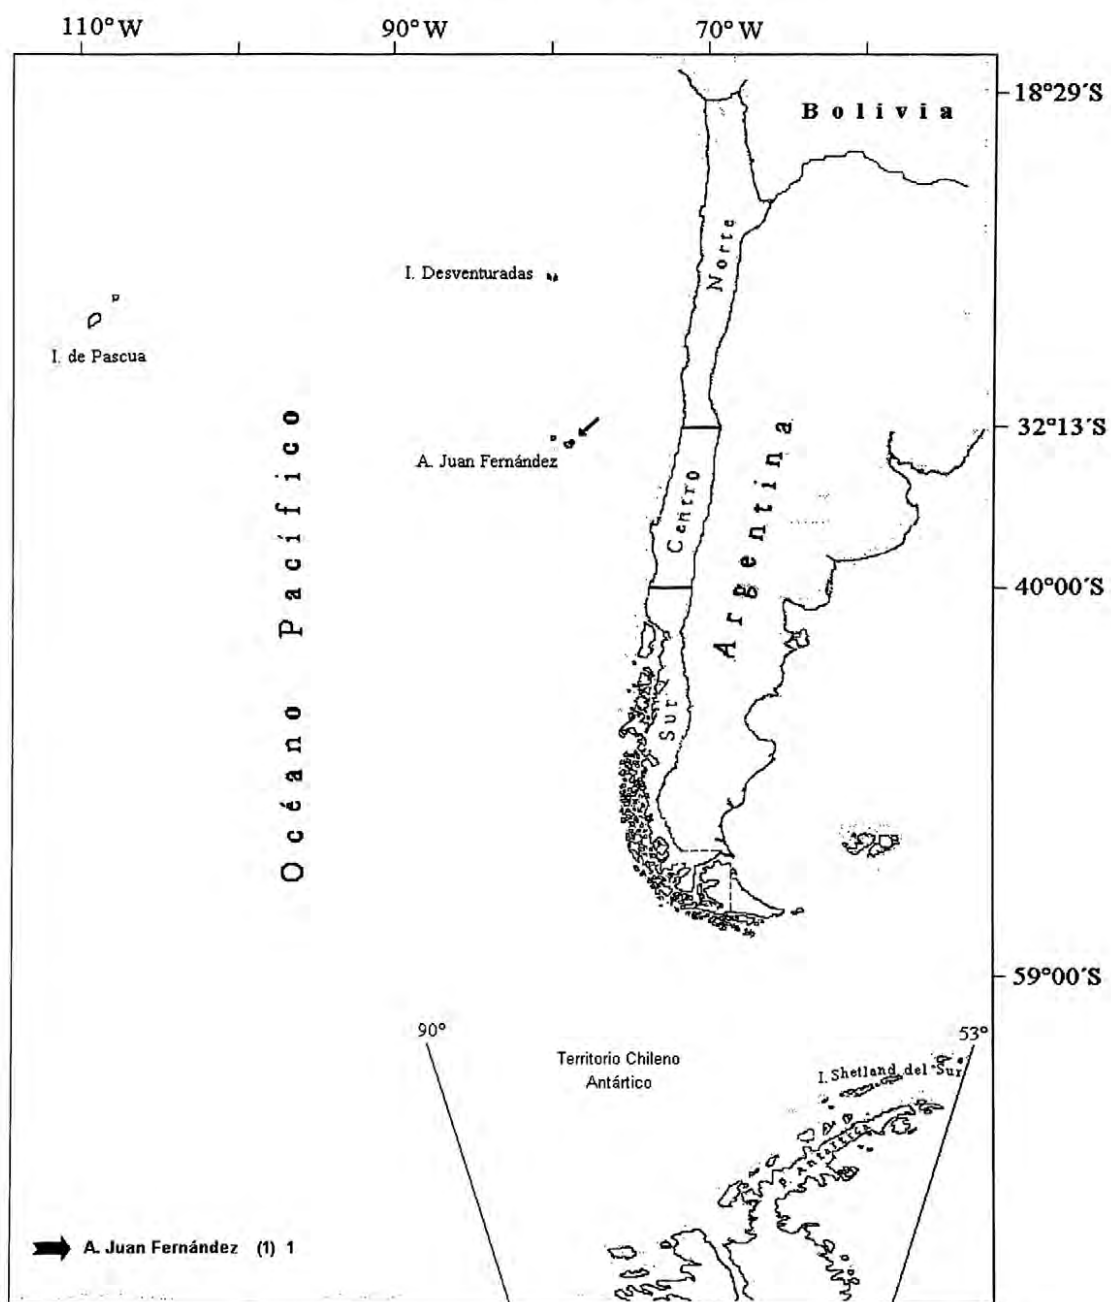 110°W
90°W
70°W
18°29´S
Bolivia
Norte
I. Desventuradas
I. de Pascua
32°13´S
A. Juan Fernández
Centro
Argentina
Océano Pacífico
40°00´S
Sur
59°00´S
90°
53°
Territorio Chileno
Antártico
I. Shetland del Sur
P. Antártica
A. Juan Fernández (1) 1